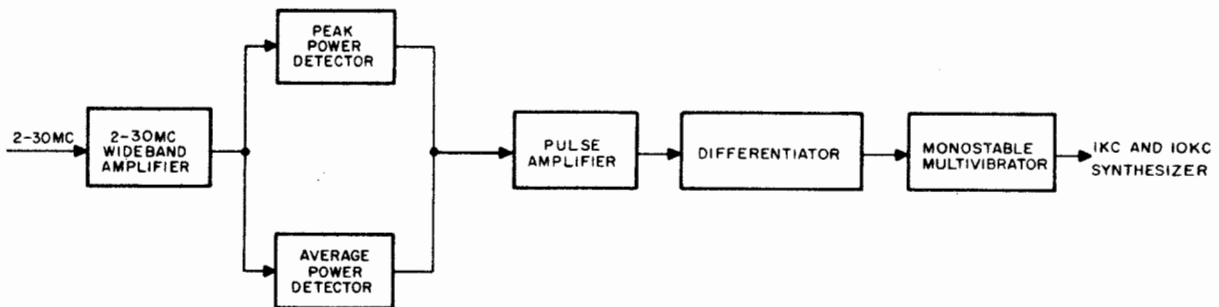 PEAK
POWER
DETECTOR
2-30MC
2-30MC
WIDEBAND
AMPLIFIER
PULSE
AMPLIFIER
DIFFERENTIATOR
MONOSTABLE
MULTIVIBRATOR
IKC AND IOKC
SYNTHESIZER
AVERAGE
POWER
DETECTOR